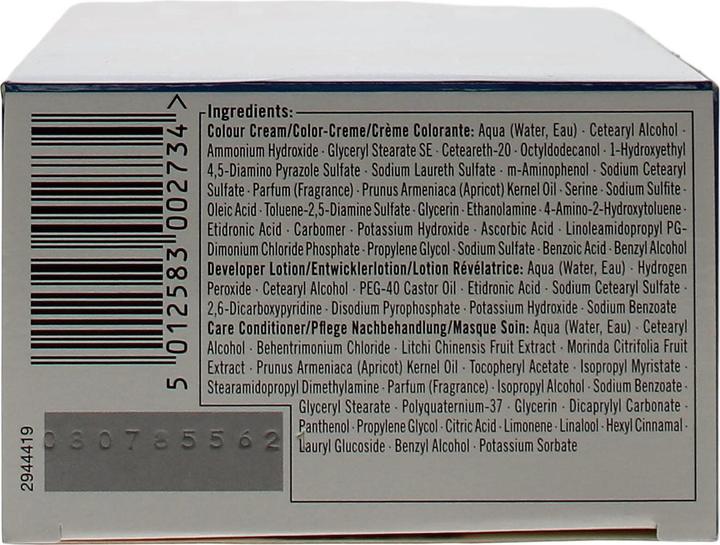 Ingredients:
Colour Cream/Color-Creme/Crème Colorante: Aqua (Water, Eau) · Cetearyl Alcohol ·
Ammonium Hydroxide · Glyceryl Stearate SE · Ceteareth-20 · Octyldodecanol · 1-Hydroxyethyl
4,5-Diamino Pyrazole Sulfate · Sodium Laureth Sulfate · m-Aminophenol · Sodium Cetearyl
Sulfate · Parfum (Fragrance) · Prunus Armeniaca (Apricot) Kernel Oil · Serine · Sodium Sulfite ·
Oleic Acid · Toluene-2,5-Diamine Sulfate · Glycerin · Ethanolamine · 4-Amino-2-Hydroxytoluene ·
Etidronic Acid · Carbomer · Potassium Hydroxide · Ascorbic Acid · Linoleamidopropyl PG-
Dimonium Chloride Phosphate · Propylene Glycol · Sodium Sulfate · Benzoic Acid · Benzyl Alcohol
Developer Lotion/Entwicklerlotion/Lotion Révélatrice: Aqua (Water, Eau) · Hydrogen
Peroxide · Cetearyl Alcohol · PEG-40 Castor Oil · Etidronic Acid · Sodium Cetearyl Sulfate ·
2,6-Dicarboxypyridine · Disodium Pyrophosphate · Potassium Hydroxide · Sodium Benzoate
Care Conditioner/Pflege Nachbehandlung/Masque Soin: Aqua (Water, Eau) · Cetearyl
Alcohol · Behentrimonium Chloride · Litchi Chinensis Fruit Extract · Morinda Citrifolia Fruit
Extract · Prunus Armeniaca (Apricot) Kernel Oil · Tocopheryl Acetate · Isopropyl Myristate ·
Stearamidopropyl Dimethylamine · Parfum (Fragrance) · Isopropyl Alcohol · Sodium Benzoate ·
Glyceryl Stearate · Polyquaternium-37 · Glycerin · Dicaprylyl Carbonate ·
Panthenol · Propylene Glycol · Citric Acid · Limonene · Linalool · Hexyl Cinnamal ·
Lauryl Glucoside · Benzyl Alcohol · Potassium Sorbate
5 012583 002734 >
2944419
030785562